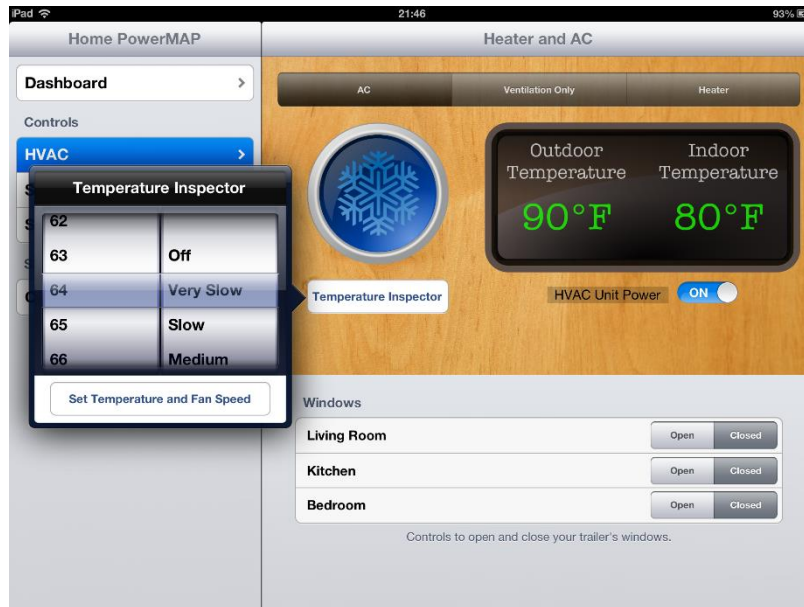 iPad 21:46 93%
Home PowerMAP
Heater and AC
Dashboard
Controls
HVAC
Temperature Inspector
62
63 Off
64 Very Slow
65 Slow
66 Medium
Set Temperature and Fan Speed
AC Ventilation Only Heater
Outdoor Temperature
Indoor Temperature
90°F 80°F
Temperature Inspector
HVAC Unit Power ON
Windows
Living Room Open Closed
Kitchen Open Closed
Bedroom Open Closed
Controls to open and close your trailer's windows.